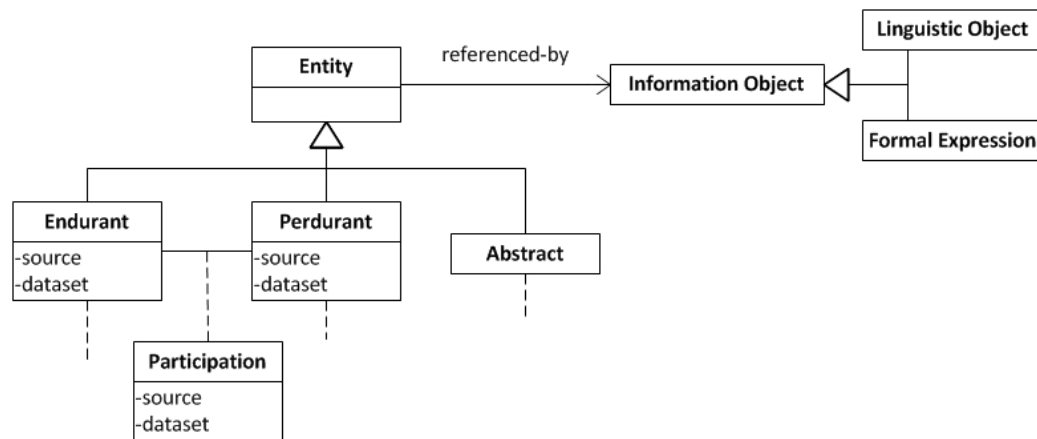 Linguistic Object
Entity
referenced-by
Information Object
Formal Expression
Endurant
-source
-dataset
Perdurant
-source
-dataset
Abstract
Participation
-source
-dataset